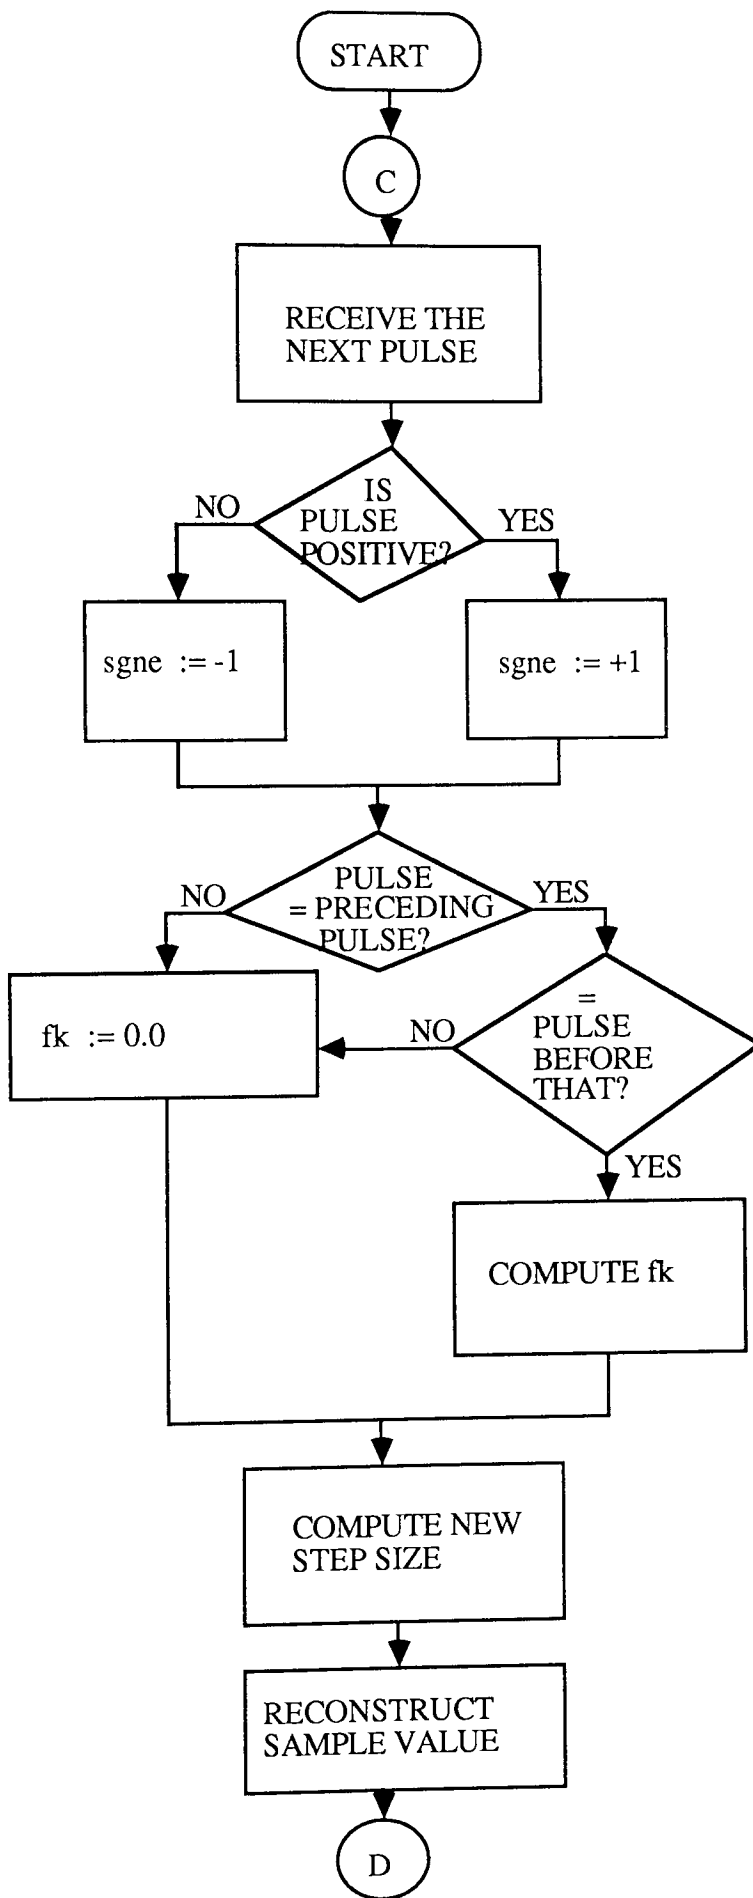 START
C
RECEIVE THE
NEXT PULSE
IS
PULSE
POSITIVE?
NO
YES
sgne := -1
sgne := +1
PULSE
= PRECEDING
PULSE?
NO
YES
fk := 0.0
NO
=
PULSE
BEFORE
THAT?
YES
COMPUTE fk
COMPUTE NEW
STEP SIZE
RECONSTRUCT
SAMPLE VALUE
D